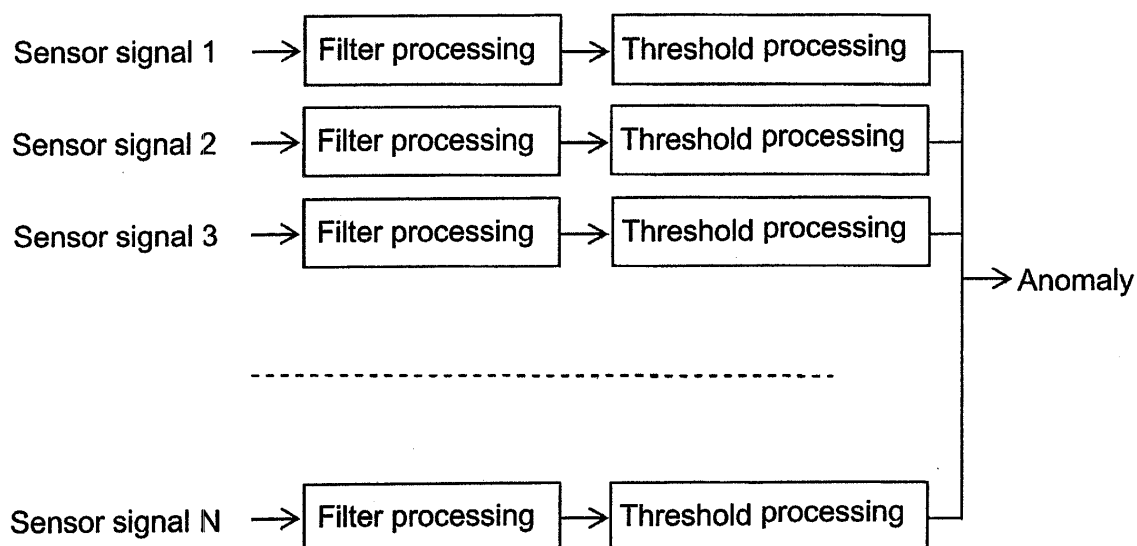 Sensor signal 1 Filter processing Threshold processing
Sensor signal 2 Filter processing Threshold processing
Sensor signal 3 Filter processing Threshold processing
Anomaly
Sensor signal N Filter processing Threshold processing